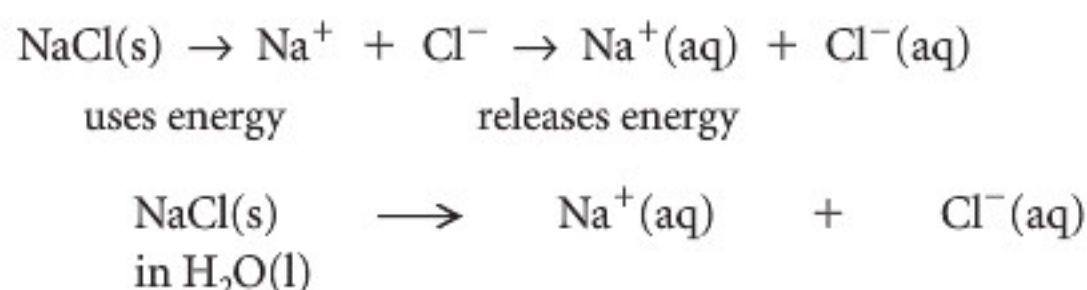 NaCl(s) → Na⁺ + Cl⁻ → Na⁺(aq) + Cl⁻(aq)
uses energy releases energy
NaCl(s) ⟶ Na⁺(aq) + Cl⁻(aq)
in H₂O(l)